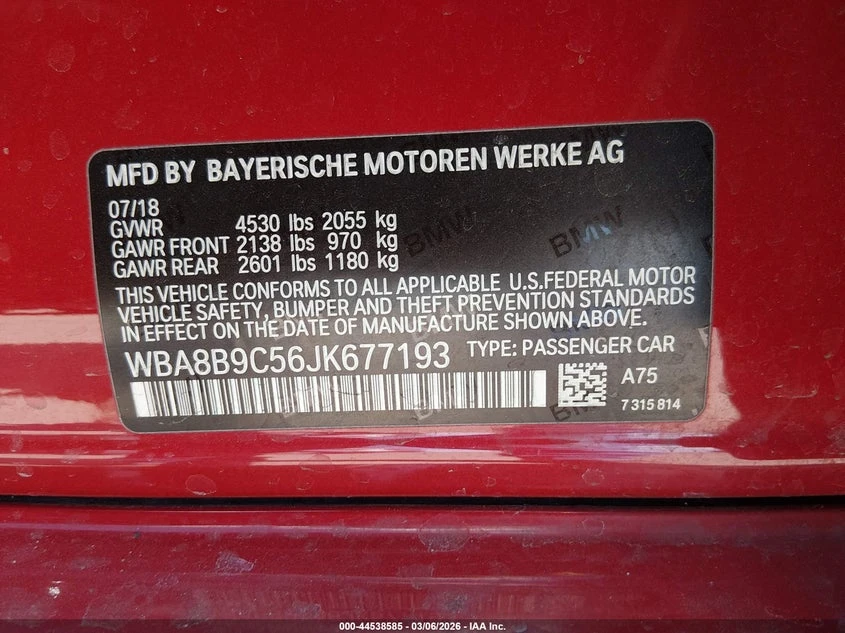 MFD BY BAYERISCHE MOTOREN WERKE AG
07/18
GVWR 4530 lbs 2055 kg
GAWR FRONT 2138 lbs 970 kg
GAWR REAR 2601 lbs 1180 kg
THIS VEHICLE CONFORMS TO ALL APPLICABLE U.S.FEDERAL MOTOR
VEHICLE SAFETY, BUMPER AND THEFT PREVENTION STANDARDS
IN EFFECT ON THE DATE OF MANUFACTURE SHOWN ABOVE.
WBA8B9C56JK677193 TYPE: PASSENGER CAR
A75
7 315 814
BMW
BMW
000-44538585 - 03/06/2026 - IAA Inc.